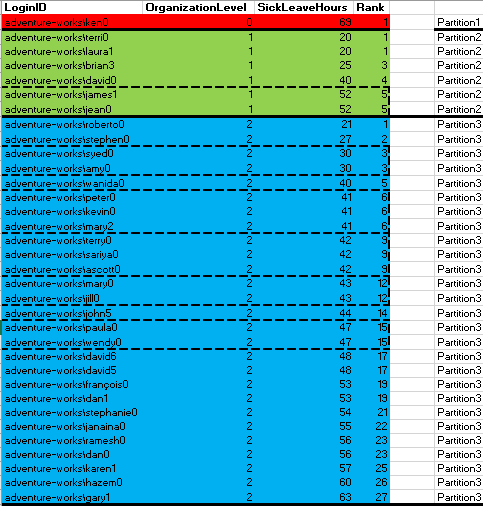 LoginID OrganizationLevel SickLeaveHours Rank
adventure-works\ken0 0 69 1 Partition1
adventure-works\terri0 1 20 1 Partition2
adventure-works\laura1 1 20 1 Partition2
adventure-works\brian3 1 25 3 Partition2
adventure-works\david0 1 40 4 Partition2
adventure-works\james1 1 52 5 Partition2
adventure-works\jean0 1 52 5 Partition2
adventure-works\roberto0 2 21 1 Partition3
adventure-works\stephen0 2 27 2 Partition3
adventure-works\syed0 2 30 3 Partition3
adventure-works\amy0 2 30 3 Partition3
adventure-works\wanida0 2 40 5 Partition3
adventure-works\peter0 2 41 6 Partition3
adventure-works\kevin0 2 41 6 Partition3
adventure-works\mary2 2 41 6 Partition3
adventure-works\terry0 2 42 9 Partition3
adventure-works\sariya0 2 42 9 Partition3
adventure-works\ascott0 2 42 9 Partition3
adventure-works\mary0 2 43 12 Partition3
adventure-works\jill0 2 43 12 Partition3
adventure-works\john5 2 44 14 Partition3
adventure-works\paula0 2 47 15 Partition3
adventure-works\wendy0 2 47 15 Partition3
adventure-works\david6 2 48 17 Partition3
adventure-works\david5 2 48 17 Partition3
adventure-works\françois0 2 53 19 Partition3
adventure-works\dan1 2 53 19 Partition3
adventure-works\stephanie0 2 54 21 Partition3
adventure-works\janaina0 2 55 22 Partition3
adventure-works\ramesh0 2 56 23 Partition3
adventure-works\dan0 2 56 23 Partition3
adventure-works\karen1 2 57 25 Partition3
adventure-works\hazem0 2 60 26 Partition3
adventure-works\gary1 2 63 27 Partition3